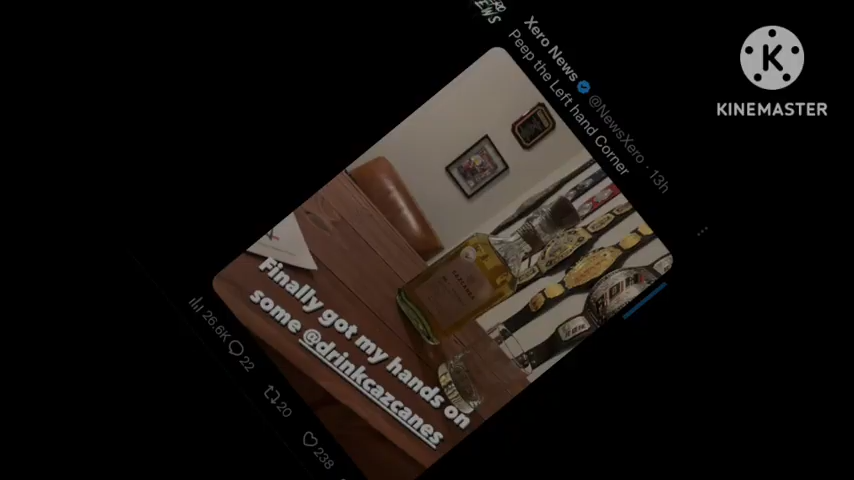 Xero News @NewsXero · 13h
Peep the Left hand Corner
Finally got my hands on
some @drinkcazcanes
26.6K 22 20 238
KINEMASTER